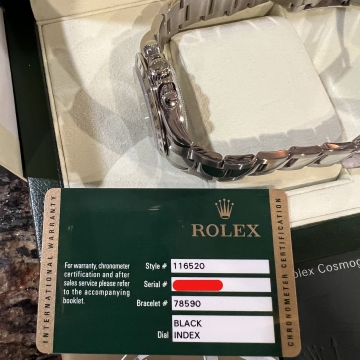 INTERNATIONAL WARRANTY
ROLEX
For warranty, chronometer
certification and after
sales service please refer
to the accompanying
booklet.
Style # 116520
Serial #
Bracelet # 78590
Dial BLACK
INDEX
CHRONOMETER CERTIFICATION
Rolex Cosmog